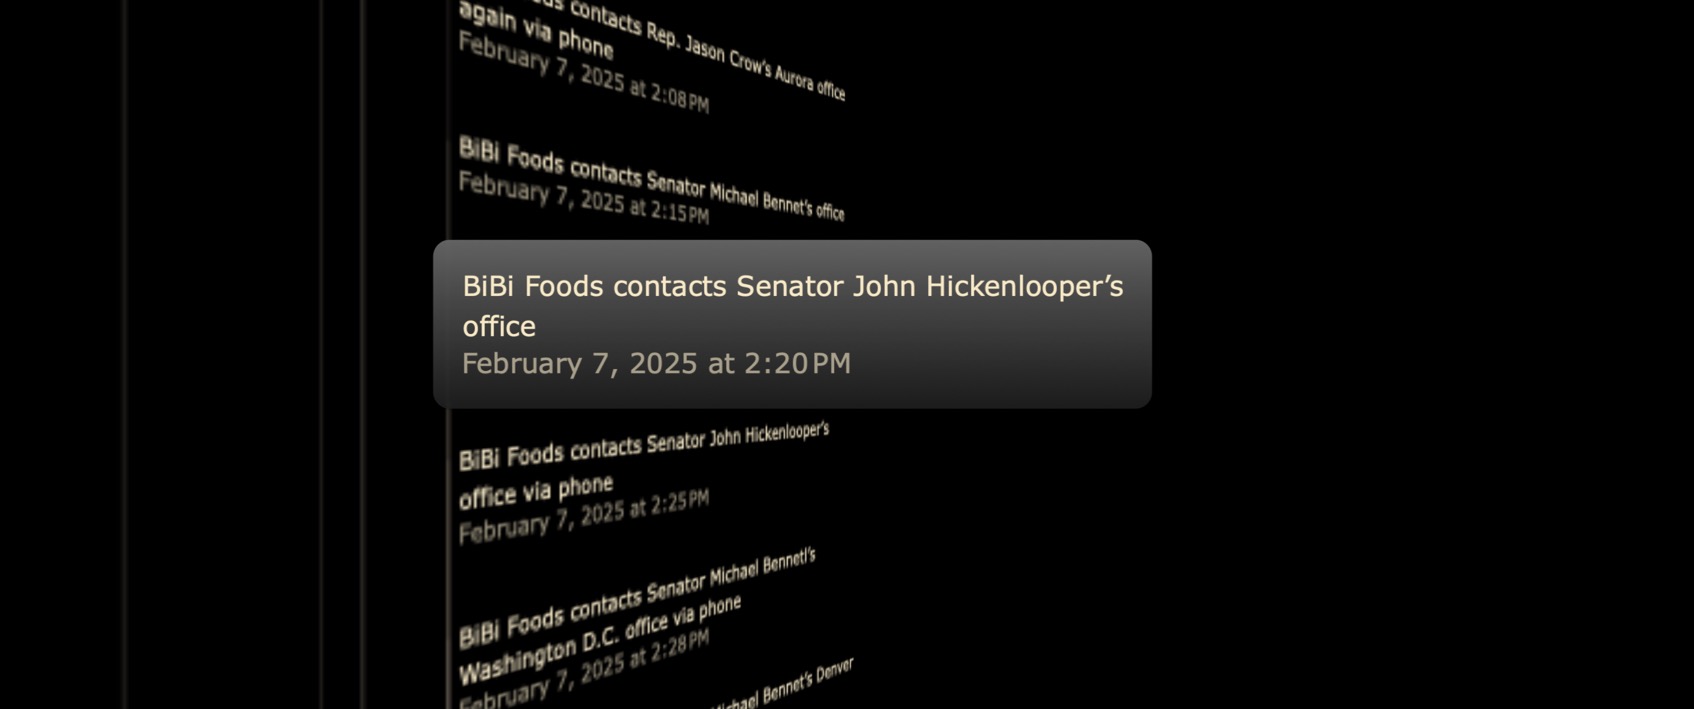 contacts Rep. Jason Crow's Aurora office
again via phone
February 7, 2025 at 2:08 PM
BiBi Foods contacts Senator Michael Bennet's office
February 7, 2025 at 2:15 PM
BiBi Foods contacts Senator John Hickenlooper’s
office
February 7, 2025 at 2:20 PM
BiBi Foods contacts Senator John Hickenlooper's
office via phone
February 7, 2025 at 2:25 PM
BiBi Foods contacts Senator Michael Bennetl's
Washington D.C. office via phone
February 7, 2025 at 2:28 PM
Bennet's Denver